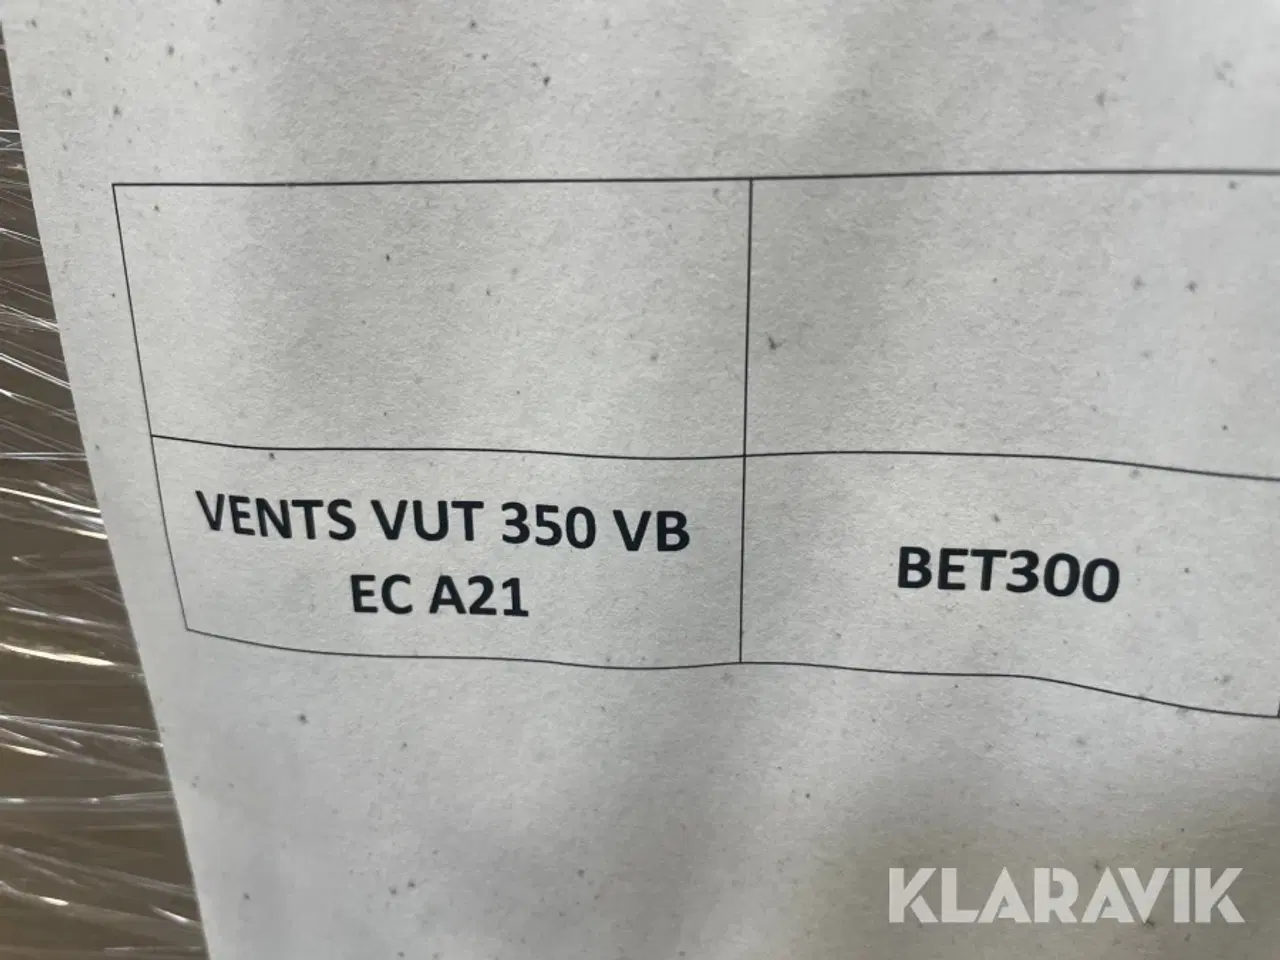 VENTS VUT 350 VB
EC A21
BET300
KLARAVIK